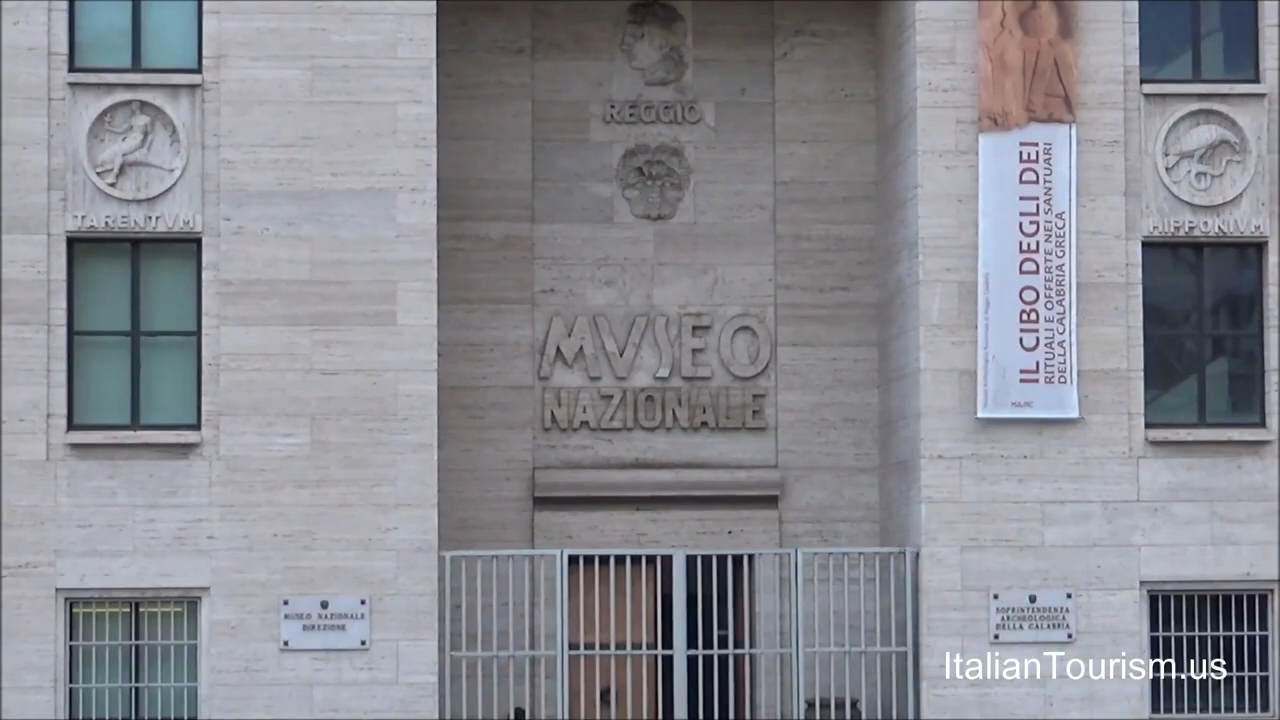 REGGIO
TARENTVM
HIPPONIVM
MVSEO
NAZIONALE
IL CIBO DEGLI DEI
RITUALI E OFFERTE NEI SANTUARI
DELLA CALABRIA GRECA
MUSEO NAZIONALE
DIREZIONE
SOPRINTENDENZA
ARCHEOLOGICA
DELLA CALABRIA
ItalianTourism.us